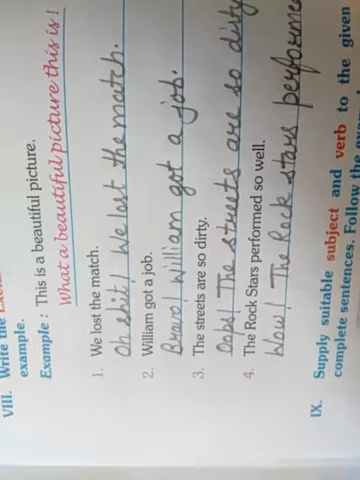 VIII. Write the
example.
Example : This is a beautiful picture.
What a beautiful picture this is!
1. We lost the match.
Oh shit! We lost the match.
2. William got a job.
Bravo! William got a job.
3. The streets are so dirty.
Oops! The streets are so dirty
4. The Rock Stars performed so well.
Wow! The Rock stars performe
IX. Supply suitable subject and verb to the given
complete sentences. Follow the